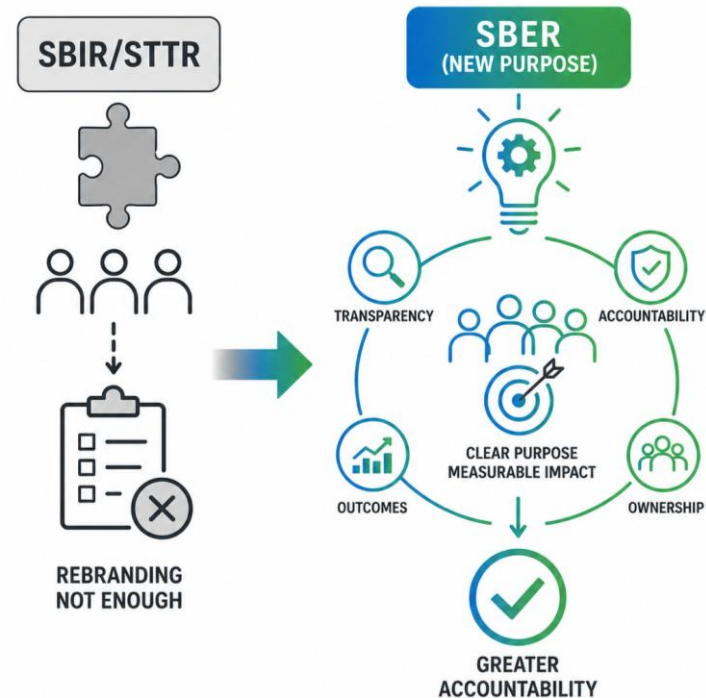 SBIR/STTR
REBRANDING
NOT ENOUGH
SBER
(NEW PURPOSE)
TRANSPARENCY
ACCOUNTABILITY
CLEAR PURPOSE
MEASURABLE IMPACT
OUTCOMES
OWNERSHIP
GREATER
ACCOUNTABILITY